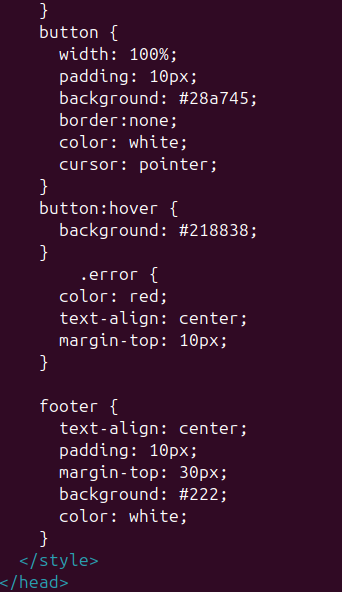 }
button {
width: 100%;
padding: 10px;
background: #28a745;
border:none;
color: white;
cursor: pointer;
}
button:hover {
background: #218838;
}
.error {
color: red;
text-align: center;
margin-top: 10px;
}
footer {
text-align: center;
padding: 10px;
margin-top: 30px;
background: #222;
color: white;
}
</style>
</head>